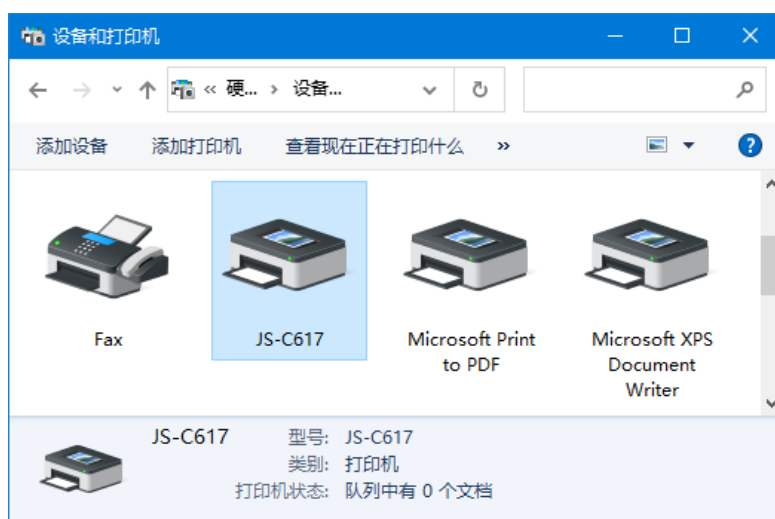 设备和打印机
« 硬... › 设备...
添加设备 添加打印机 查看现在正在打印什么 »
Fax JS-C617 Microsoft Print to PDF Microsoft XPS Document Writer
JS-C617 型号: JS-C617
类别: 打印机
打印机状态: 队列中有 0 个文档